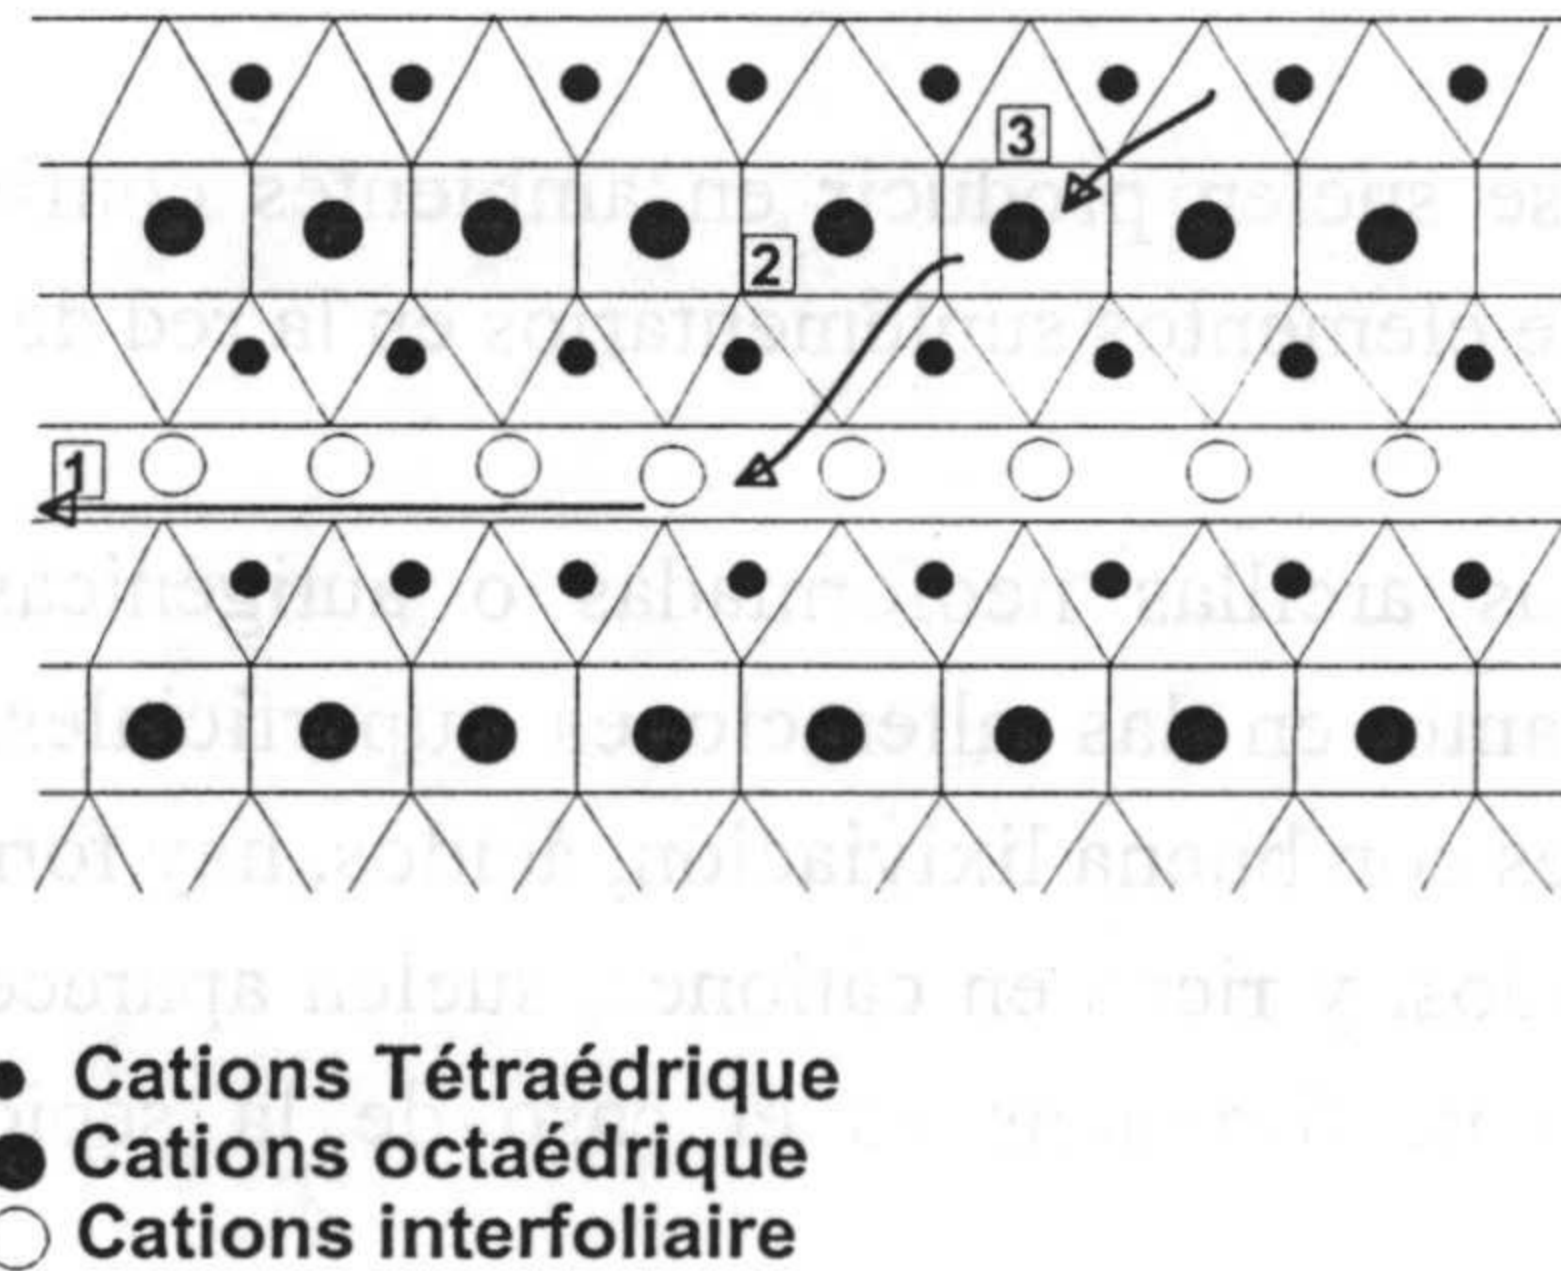 3
2
1
Cations Tétraédrique
Cations octaédrique
Cations interfoliaire